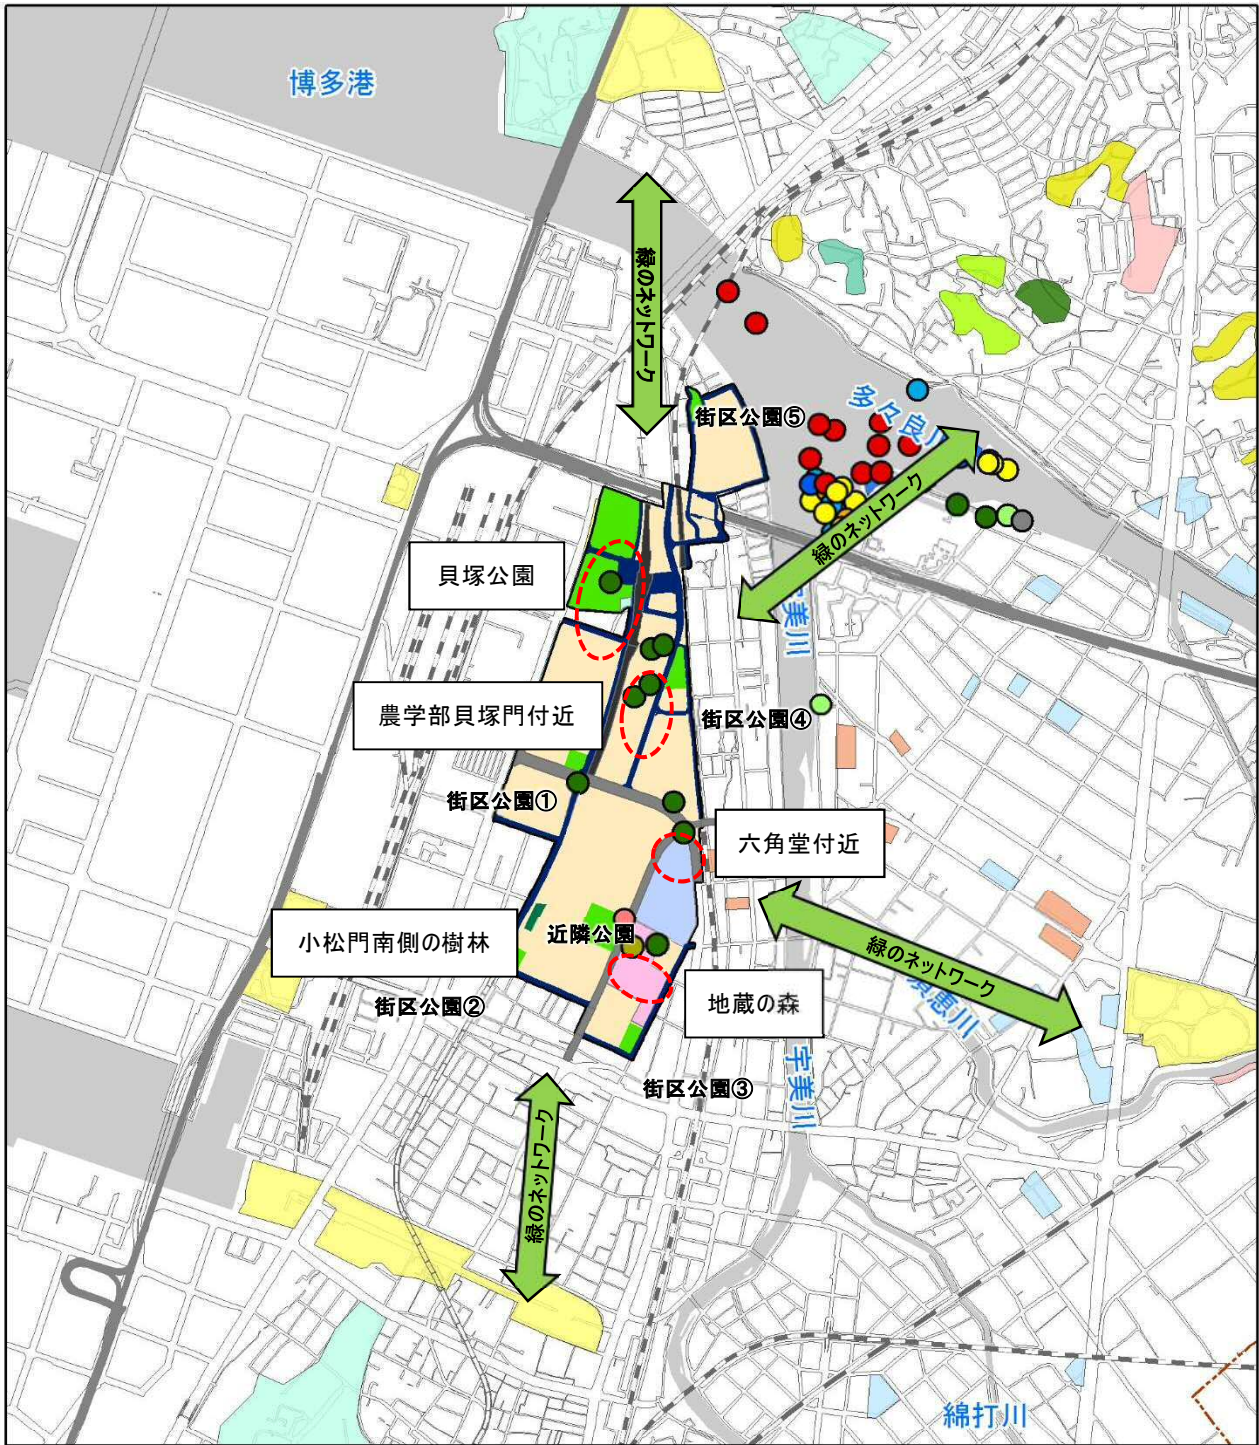 博多港
緑のネットワーク
街区公園⑤
多々良川
緑のネットワーク
貝塚公園
宇美川
農学部貝塚門付近
街区公園④
街区公園①
六角堂付近
小松門南側の樹林
近隣公園
緑のネットワーク
須恵川
地蔵の森
街区公園②
宇美川
街区公園③
緑のネットワーク
綿打川